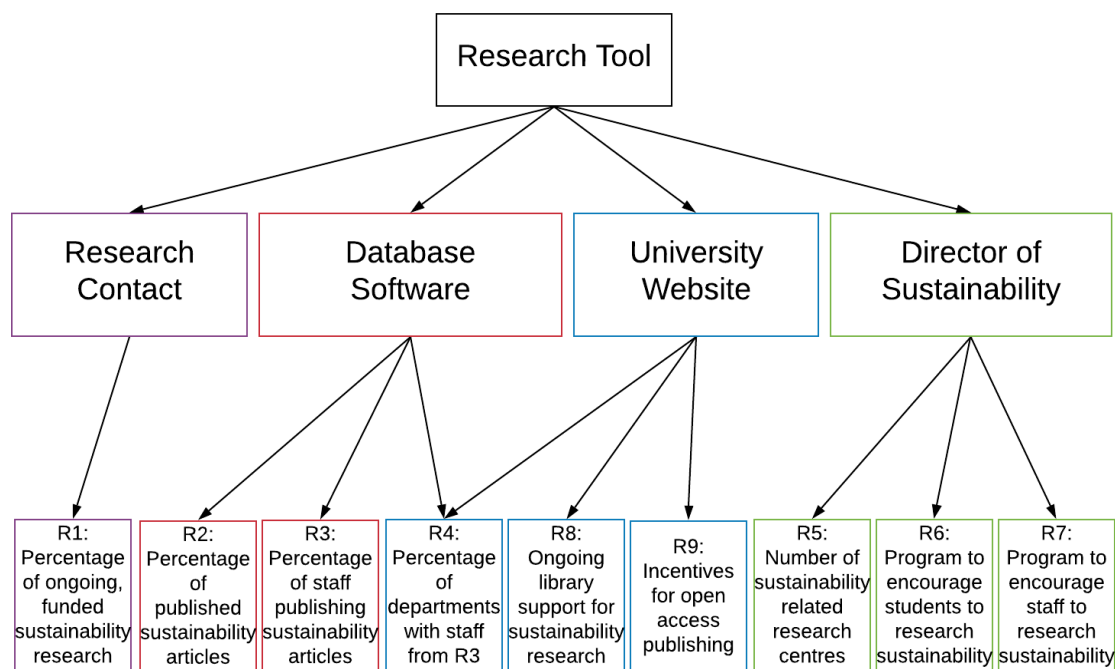 Research Tool
Research
Contact
Database
Software
University
Website
Director of
Sustainability
R1:
Percentage
of ongoing,
funded
sustainability
research
R2:
Percentage
of
published
sustainability
articles
R3:
Percentage
of staff
publishing
sustainability
articles
R4:
Percentage
of
departments
with staff
from R3
R8:
Ongoing
library
support for
sustainability
research
R9:
Incentives
for open
access
publishing
R5:
Number of
sustainability
related
research
centres
R6:
Program to
encourage
students to
research
sustainability
R7:
Program to
encourage
staff to
research
sustainability